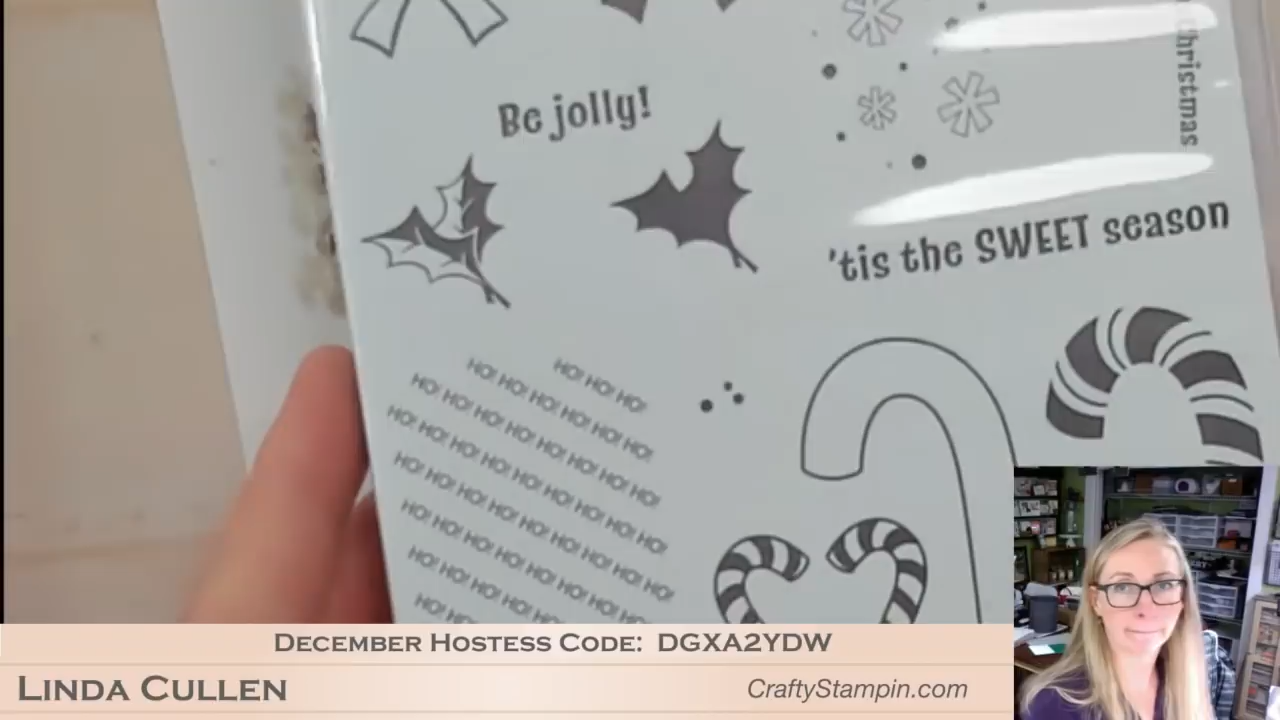 Christmas
Be jolly!
'tis the SWEET season
HO! HO! HO!
HO! HO! HO! HO! HO! HO!
HO! HO! HO! HO! HO! HO! HO! HO!
HO! HO! HO! HO! HO! HO! HO! HO! HO!
HO! HO! HO! HO! HO! HO! HO! HO! HO!
HO! HO! HO! HO! HO! HO! HO! HO!
HO! HO! HO! HO! HO!
HO! HO!
DECEMBER HOSTESS CODE: DGXA2YDW
LINDA CULLEN
CraftyStampin.com